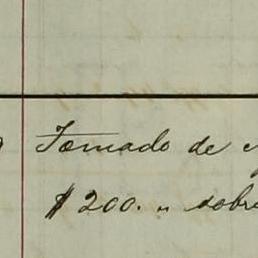 Tomado de
$200. „ sobre